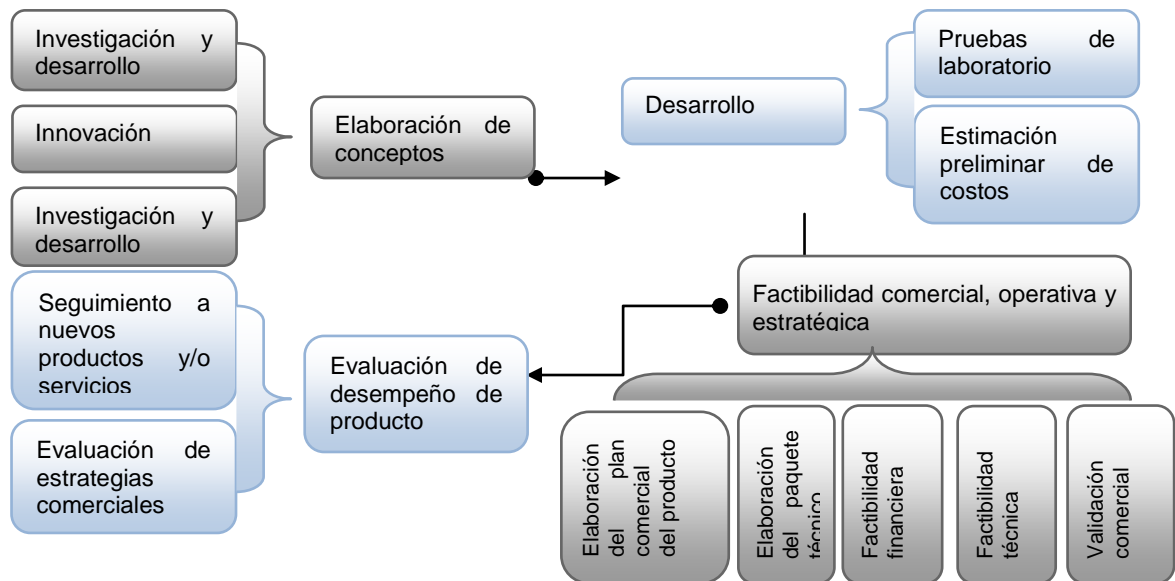 Investigación y
desarrollo
Innovación
Investigación y
desarrollo
Elaboración de
conceptos
Desarrollo
Pruebas de
laboratorio
Estimación
preliminar de
costos
Factibilidad comercial, operativa y
estratégica
Elaboración
del plan
comercial
del producto
Elaboración
del paquete
técnico
Factibilidad
financiera
Factibilidad
técnica
Validación
comercial
Evaluación de
desempeño de
producto
Seguimiento a
nuevos
productos y/o
servicios
Evaluación de
estrategias
comerciales